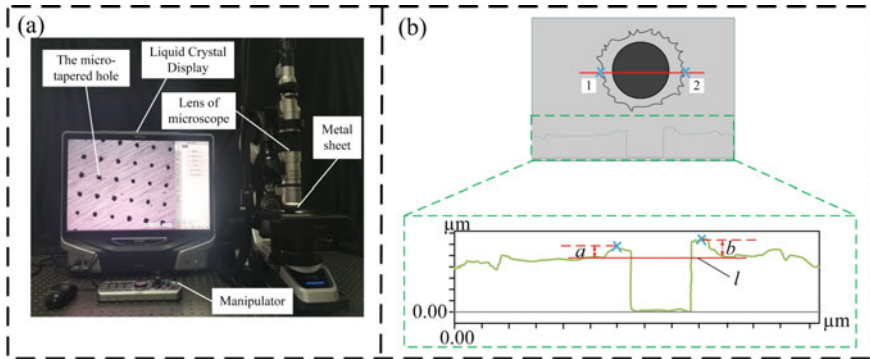 (a)
The micro-
tapered hole
Liquid Crystal
Display
Lens of
microscope
Metal
sheet
Manipulator
(b)
1
2
μm
a
b
l
0.00
0.00
μm